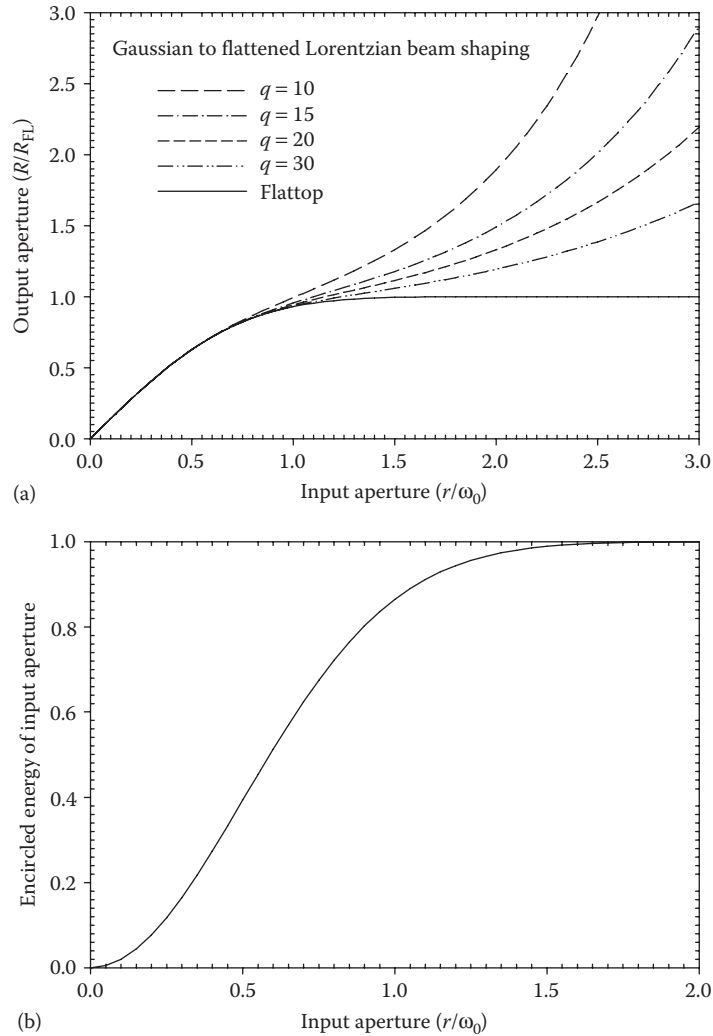 3.0
Gaussian to flattened Lorentzian beam shaping
2.5
q = 10
q = 15
q = 20
q = 30
Flattop
2.0
1.5
1.0
0.5
0.0
Output aperture (R/R_FL)
0.0 0.5 1.0 1.5 2.0 2.5 3.0
(a) Input aperture (r/ω₀)
1.0
0.8
0.6
0.4
0.2
0.0
Encircled energy of input aperture
0.0 0.5 1.0 1.5 2.0
(b) Input aperture (r/ω₀)